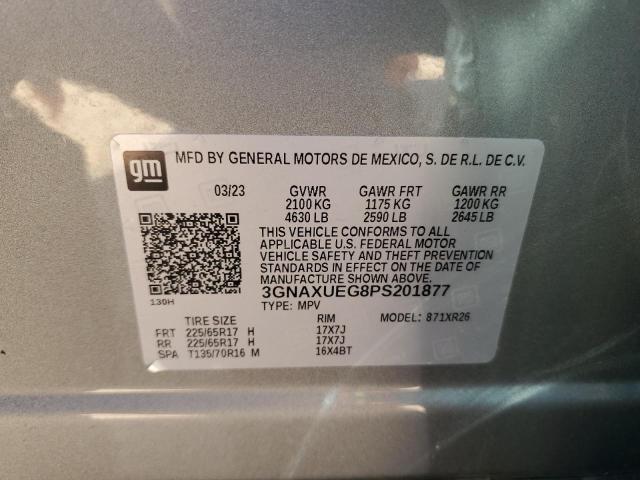 gm
MFD BY GENERAL MOTORS DE MEXICO, S. DE R.L. DE C.V.
03/23 GVWR GAWR FRT GAWR RR
2100 KG 1175 KG 1200 KG
4630 LB 2590 LB 2645 LB
THIS VEHICLE CONFORMS TO ALL
APPLICABLE U.S. FEDERAL MOTOR
VEHICLE SAFETY AND THEFT PREVENTION
STANDARDS IN EFFECT ON THE DATE OF
MANUFACTURE SHOWN ABOVE.
3GNAXUEG8PS201877
130H
TYPE: MPV
TIRE SIZE RIM MODEL: 871XR26
FRT 225/65R17 H 17X7J
RR 225/65R17 H 17X7J
SPA T135/70R16 M 16X4BT